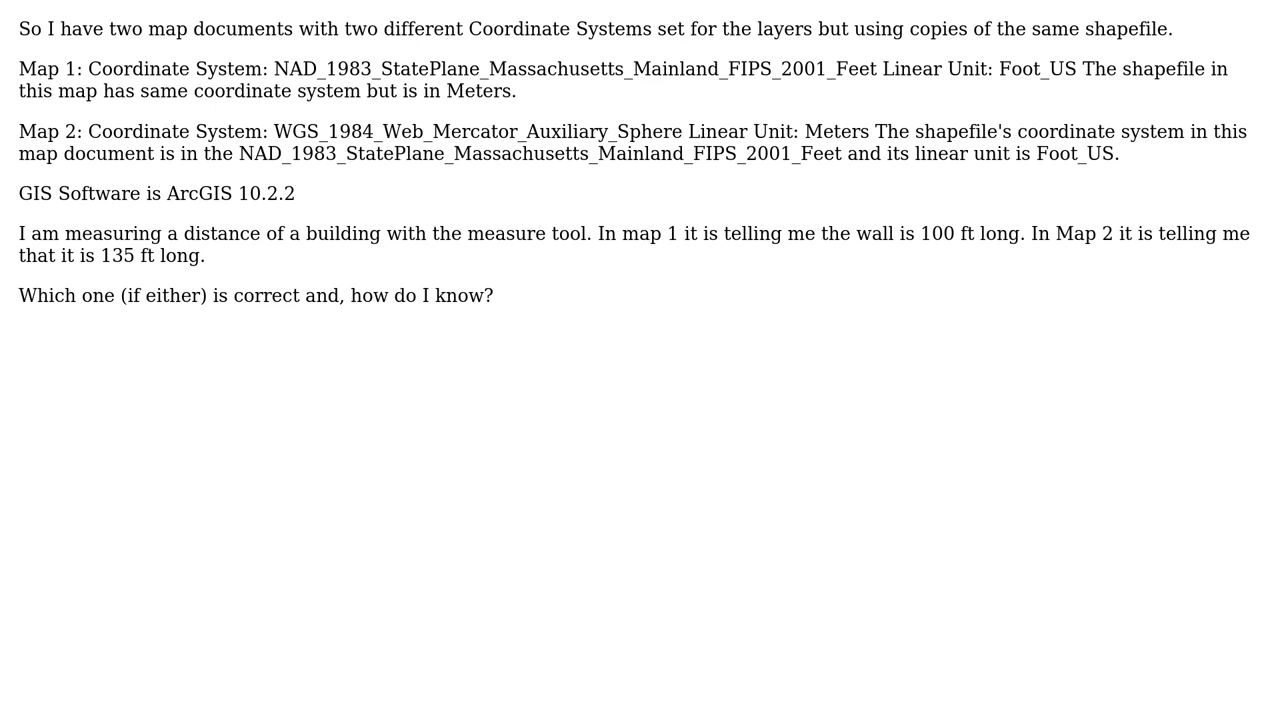 So I have two map documents with two different Coordinate Systems set for the layers but using copies of the same shapefile.
Map 1: Coordinate System: NAD_1983_StatePlane_Massachusetts_Mainland_FIPS_2001_Feet Linear Unit: Foot_US The shapefile in
this map has same coordinate system but is in Meters.
Map 2: Coordinate System: WGS_1984_Web_Mercator_Auxiliary_Sphere Linear Unit: Meters The shapefile's coordinate system in this
map document is in the NAD_1983_StatePlane_Massachusetts_Mainland_FIPS_2001_Feet and its linear unit is Foot_US.
GIS Software is ArcGIS 10.2.2
I am measuring a distance of a building with the measure tool. In map 1 it is telling me the wall is 100 ft long. In Map 2 it is telling me
that it is 135 ft long.
Which one (if either) is correct and, how do I know?